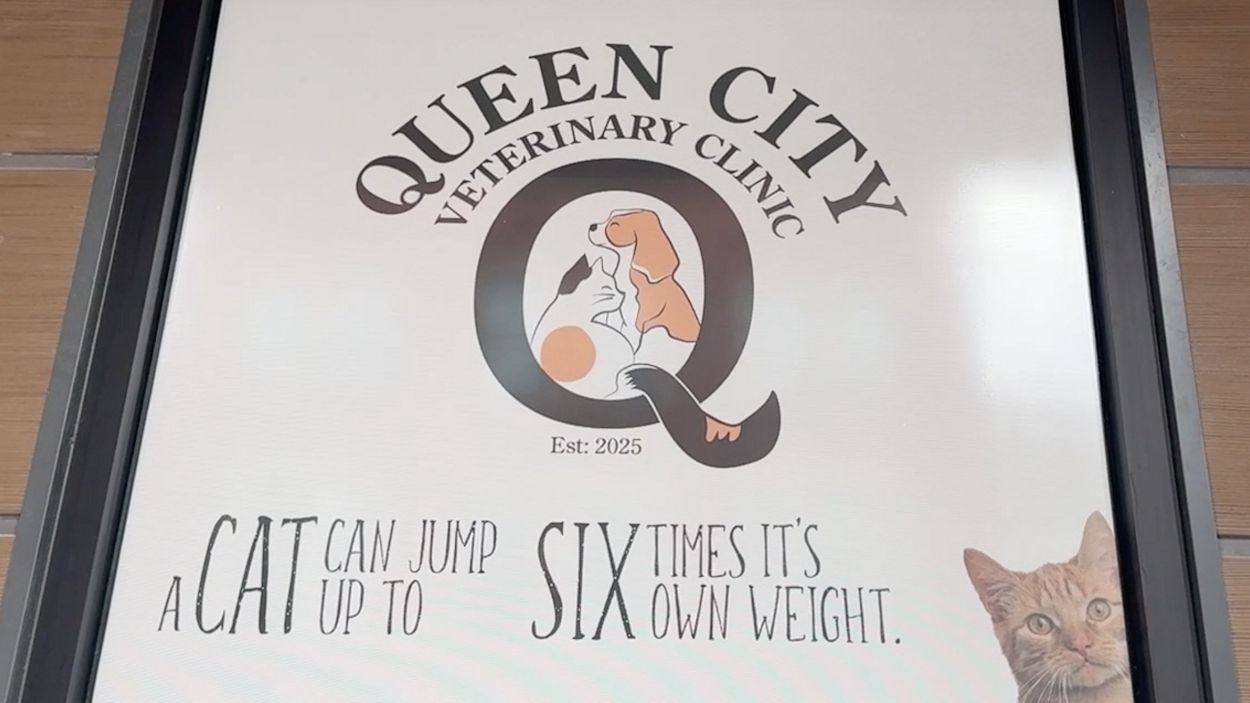 QUEEN CITY
VETERINARY CLINIC
Q
Est: 2025
A CAT CAN JUMP UP TO SIX TIMES IT'S OWN WEIGHT.